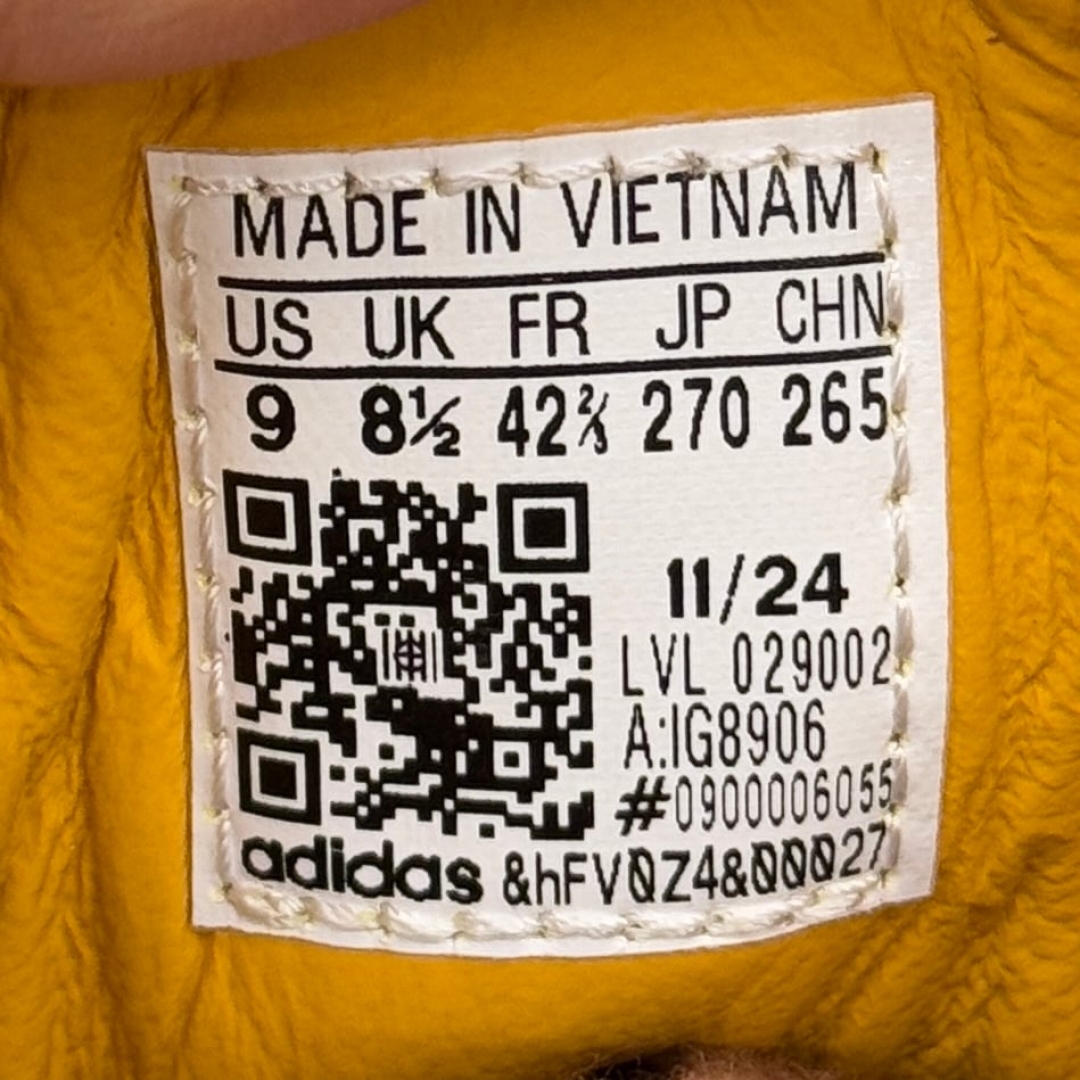 MADE IN VIETNAM
US UK FR JP CHN
9 8½ 42⅔ 270 265
11/24
LVL 029002
A:IG8906
#0900006055
adidas &hFV0Z4&00027